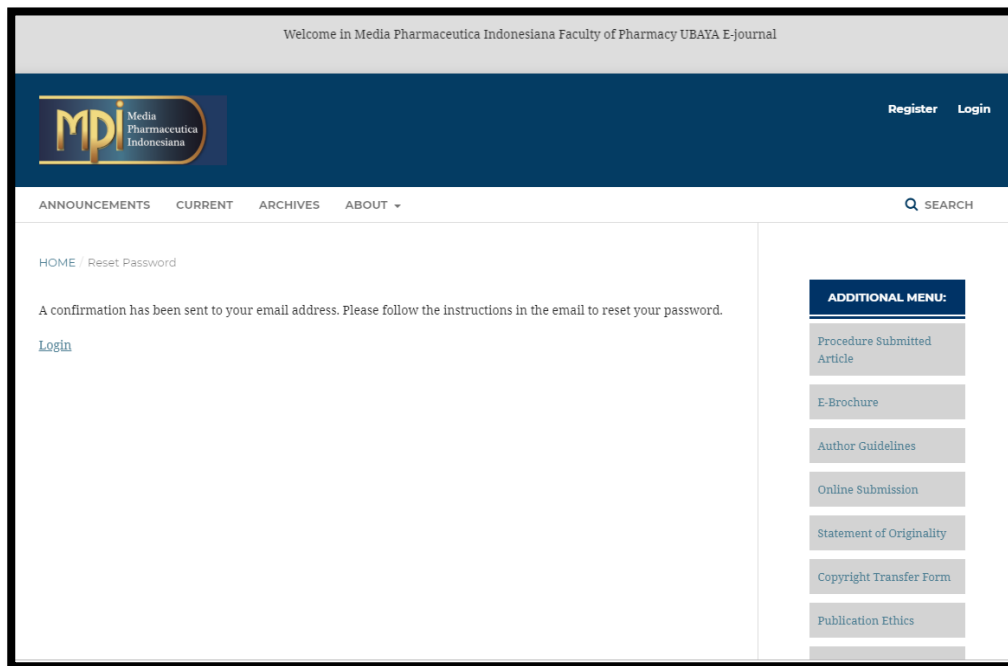 Welcome in Media Pharmaceutica Indonesiana Faculty of Pharmacy UBAYA E-journal
MPI Media
Pharmaceutica
Indonesiana
Register Login
ANNOUNCEMENTS CURRENT ARCHIVES ABOUT
SEARCH
HOME / Reset Password
A confirmation has been sent to your email address. Please follow the instructions in the email to reset your password.
Login
ADDITIONAL MENU:
Procedure Submitted
Article
E-Brochure
Author Guidelines
Online Submission
Statement of Originality
Copyright Transfer Form
Publication Ethics